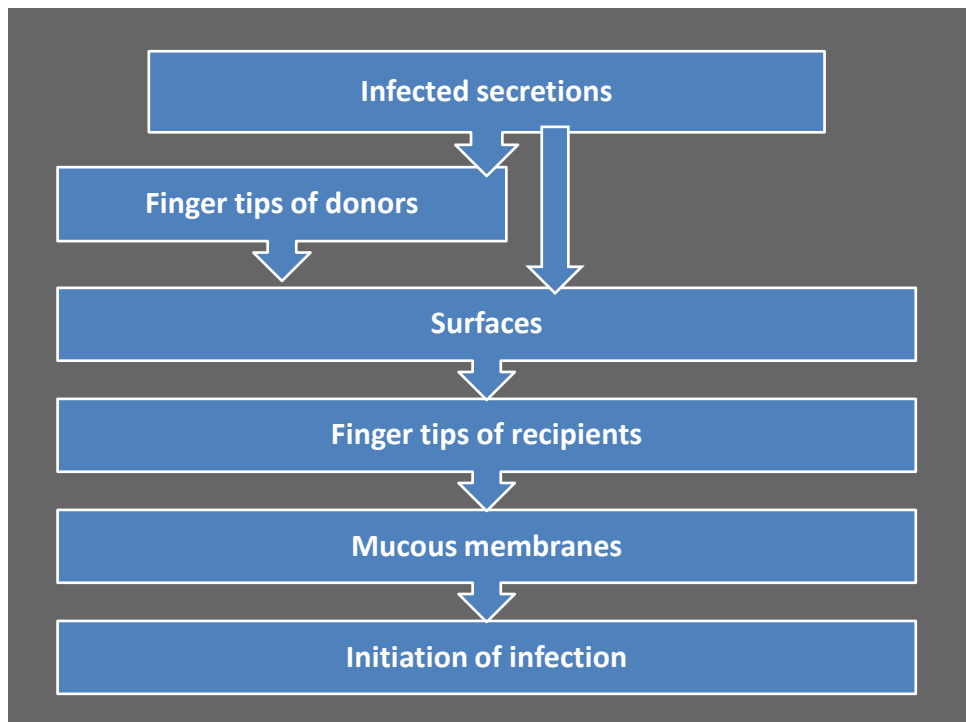 Infected secretions
Finger tips of donors
Surfaces
Finger tips of recipients
Mucous membranes
Initiation of infection